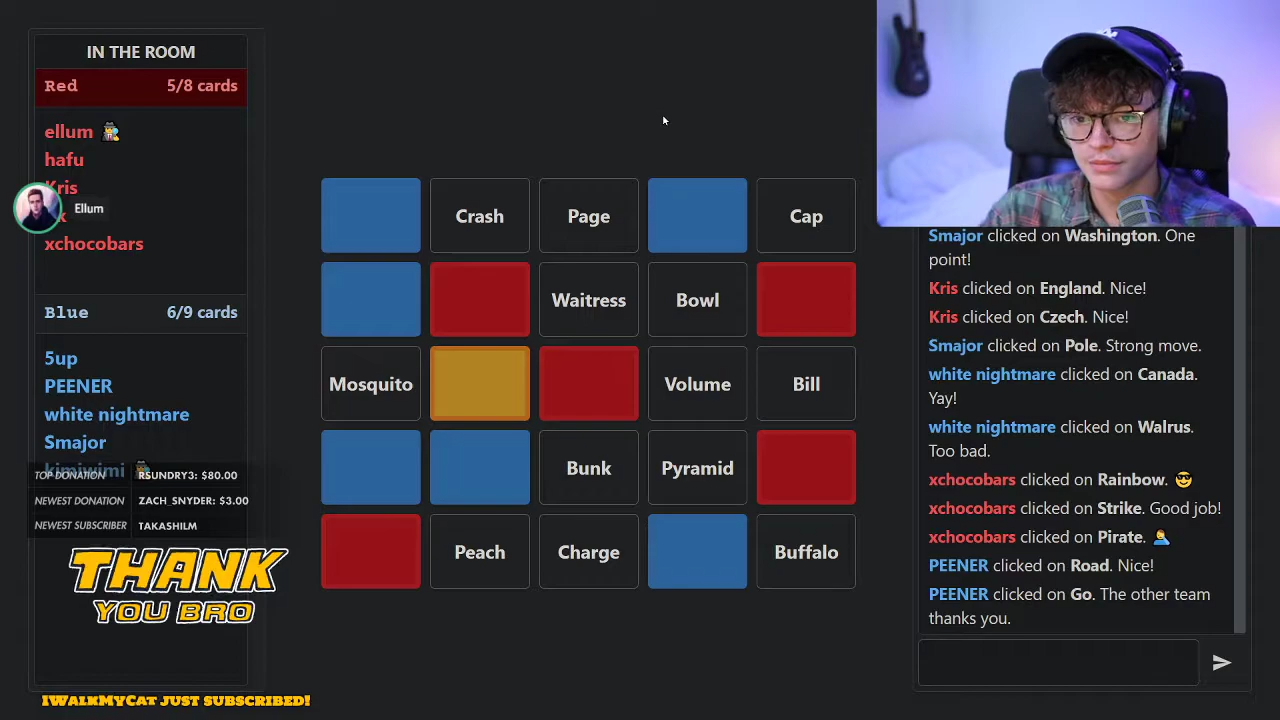 IN THE ROOM
Red 5/8 cards
ellum
hafu
Kris
Ellum
xchocobars
Blue 6/9 cards
5up
PEENER
white nightmare
Smajor
kimiwimi
TOP DONATION RSUNDRY3: $80.00
NEWEST DONATION ZACH_SNYDER: $3.00
NEWEST SUBSCRIBER TAKASHILM
THANK
YOU BRO
IWALKMYCAT JUST SUBSCRIBED!
Crash Page Cap
Waitress Bowl
Mosquito Volume Bill
Bunk Pyramid
Peach Charge Buffalo
Smajor clicked on Washington. One
point!
Kris clicked on England. Nice!
Kris clicked on Czech. Nice!
Smajor clicked on Pole. Strong move.
white nightmare clicked on Canada.
Yay!
white nightmare clicked on Walrus.
Too bad.
xchocobars clicked on Rainbow. 😎
xchocobars clicked on Strike. Good job!
xchocobars clicked on Pirate. 🤦‍♂️
PEENER clicked on Road. Nice!
PEENER clicked on Go. The other team
thanks you.